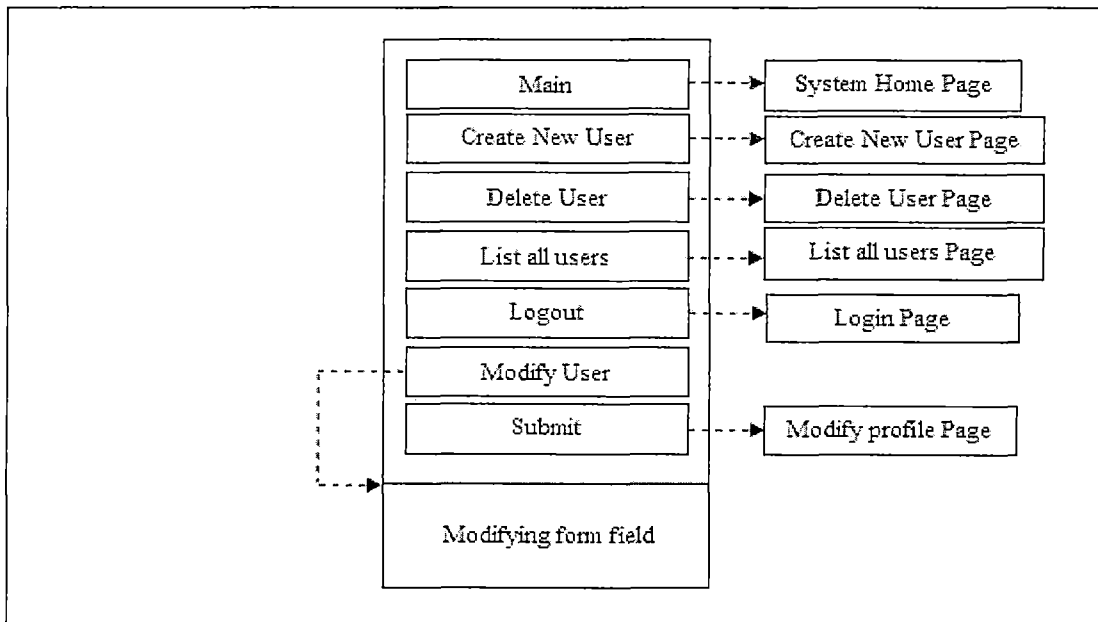 Main
System Home Page
Create New User
Create New User Page
Delete User
Delete User Page
List all users
List all users Page
Logout
Login Page
Modify User
Submit
Modify profile Page
Modifying form field